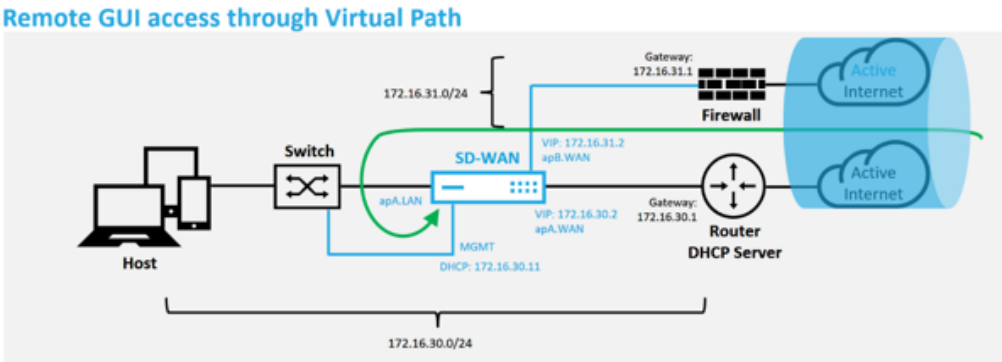 Remote GUI access through Virtual Path
Gateway:
172.16.31.1
Active
Internet
172.16.31.0/24
Firewall
Switch
SD-WAN
VIP: 172.16.31.2
apB.WAN
apA.LAN
VIP: 172.16.30.2
apA.WAN
Gateway:
172.16.30.1
Active
Internet
Router
DHCP Server
MGMT
DHCP: 172.16.30.11
Host
172.16.30.0/24